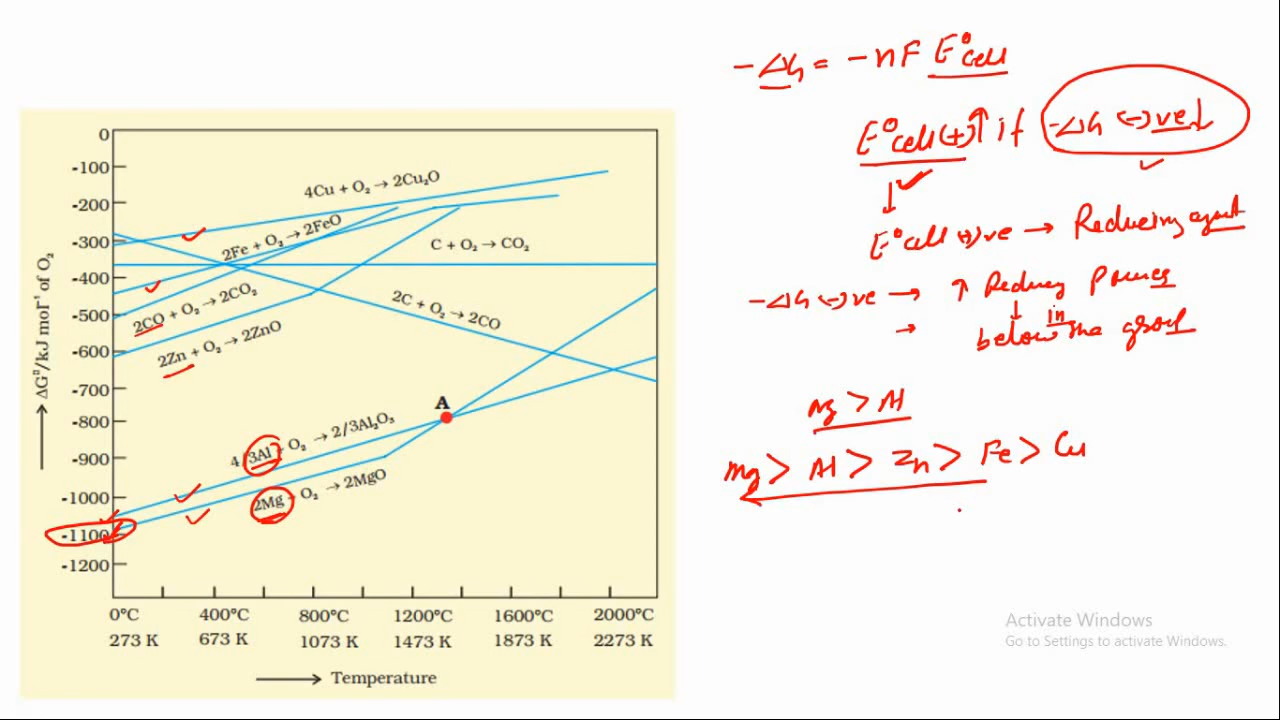 -ΔG = -nF E°cell
E°cell(+)↑ if -ΔG (-)ve↓
↓
E°cell (+)ve → Reducing agent
-ΔG (-)ve → ↑ Reducing Power
→ ↓ in
below the graph
Mg > Al
Mg > Al > Zn > Fe > Cu
0
-100
-200
-300
-400
-500
-600
-700
-800
-900
-1000
-1100
-1200
ΔG⊖/kJ mol⁻¹ of O₂
4Cu + O₂ → 2Cu₂O
2Fe + O₂ → 2FeO
C + O₂ → CO₂
2CO + O₂ → 2CO₂
2C + O₂ → 2CO
2Zn + O₂ → 2ZnO
A
4/3Al + O₂ → 2/3Al₂O₃
2Mg + O₂ → 2MgO
0°C 400°C 800°C 1200°C 1600°C 2000°C
273 K 673 K 1073 K 1473 K 1873 K 2273 K
→ Temperature
Activate Windows
Go to Settings to activate Windows.